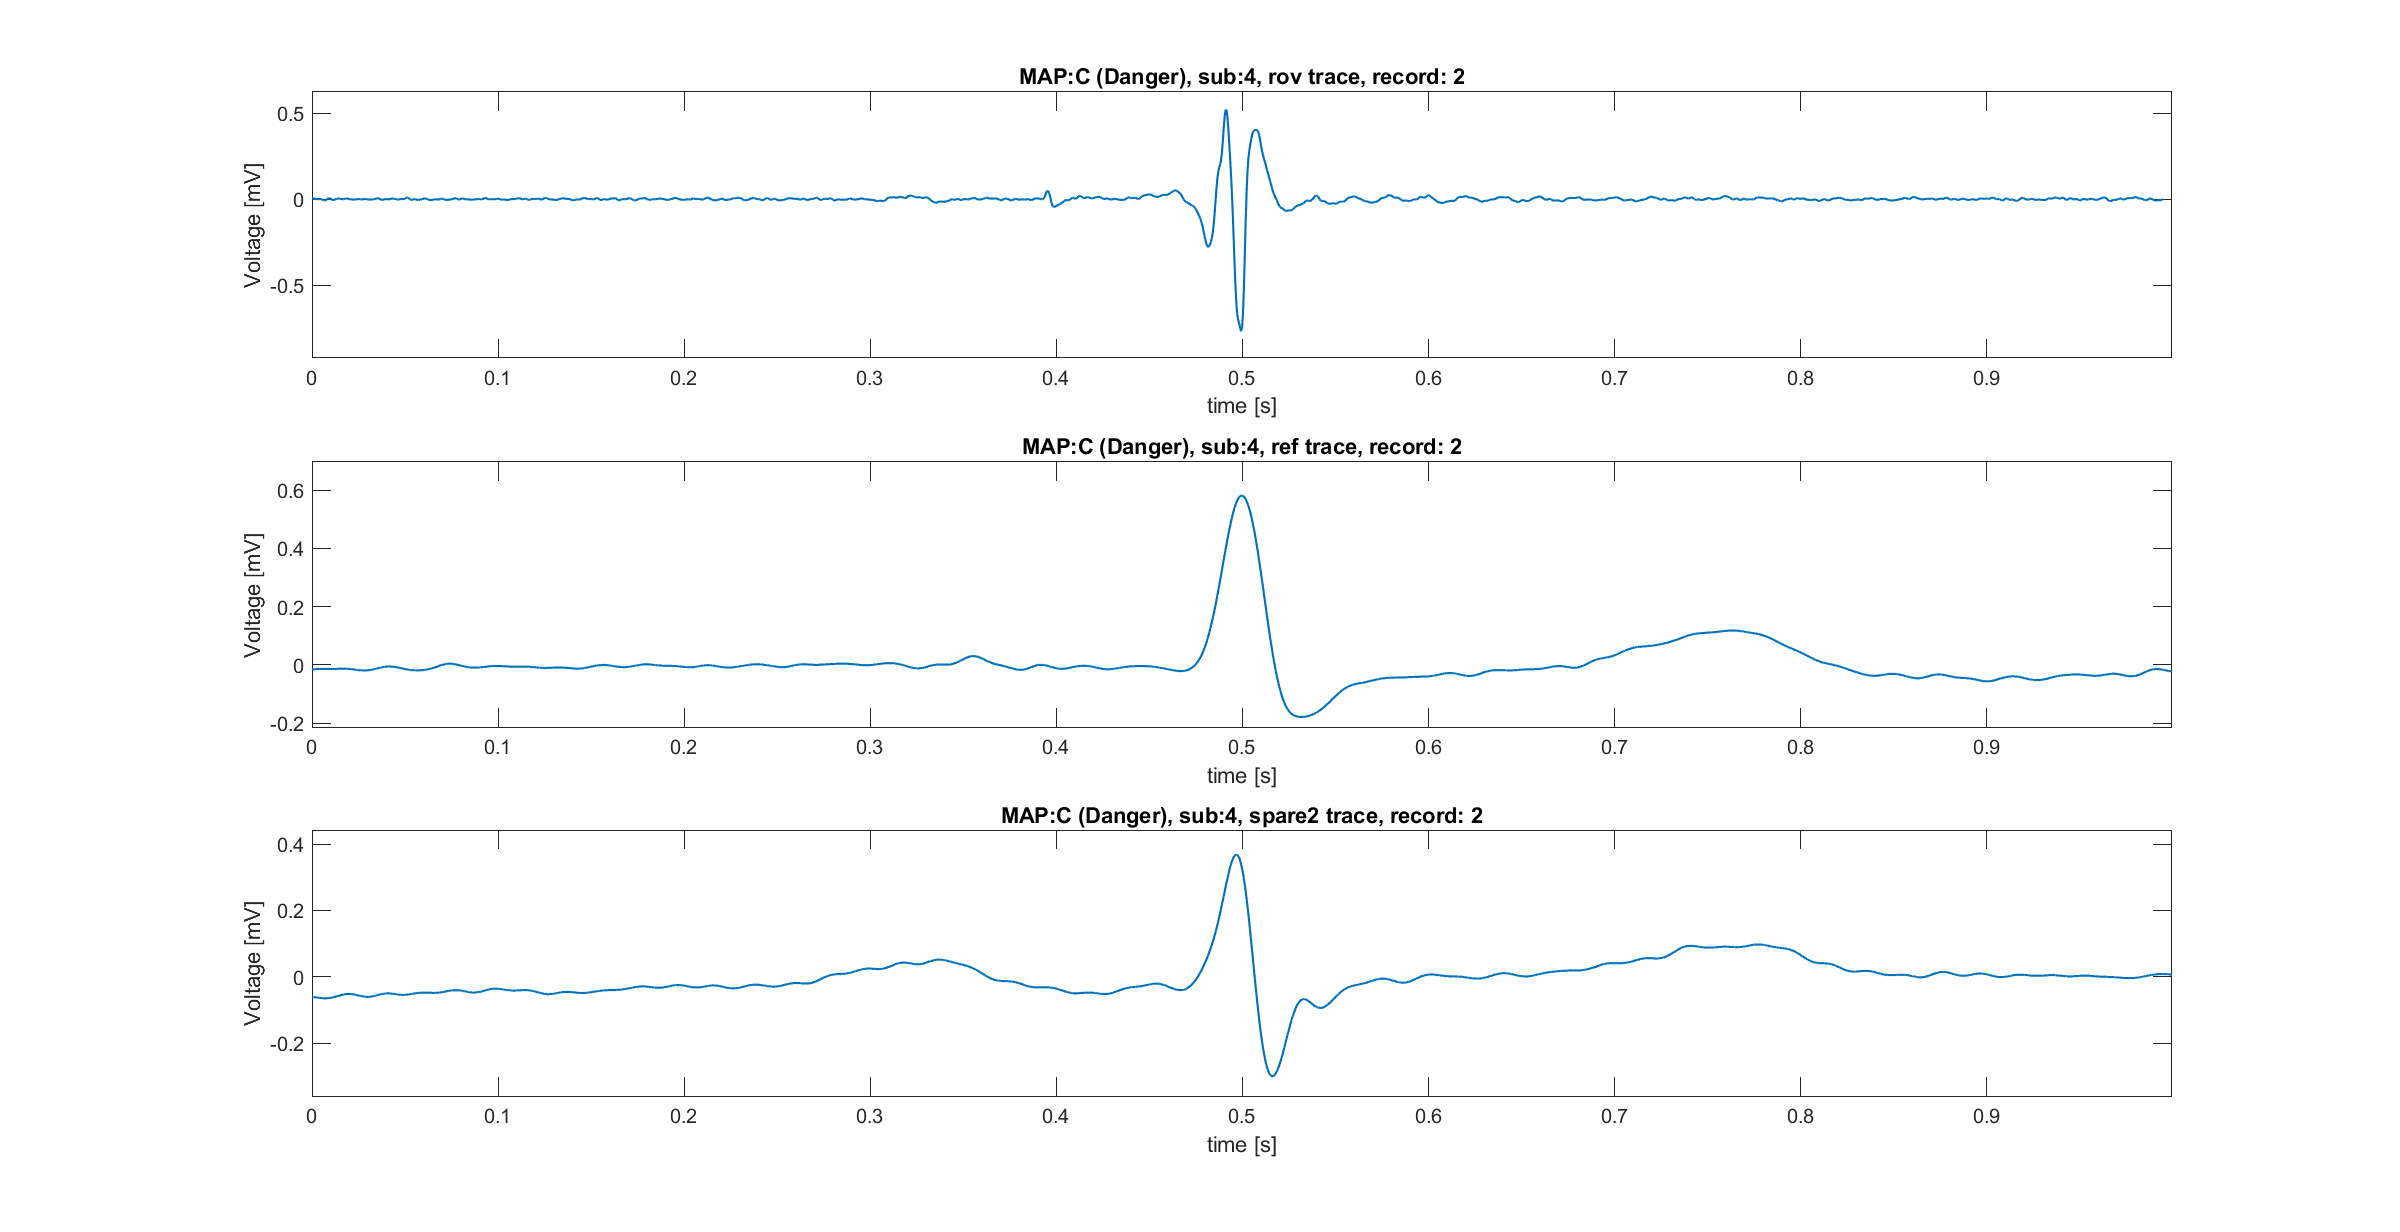 MAP:C (Danger), sub:4, rov trace, record: 2
Voltage [mV]
0.5
0
-0.5
0 0.1 0.2 0.3 0.4 0.5 0.6 0.7 0.8 0.9
time [s]
MAP:C (Danger), sub:4, ref trace, record: 2
Voltage [mV]
0.6
0.4
0.2
0
-0.2
0 0.1 0.2 0.3 0.4 0.5 0.6 0.7 0.8 0.9
time [s]
MAP:C (Danger), sub:4, spare2 trace, record: 2
Voltage [mV]
0.4
0.2
0
-0.2
0 0.1 0.2 0.3 0.4 0.5 0.6 0.7 0.8 0.9
time [s]